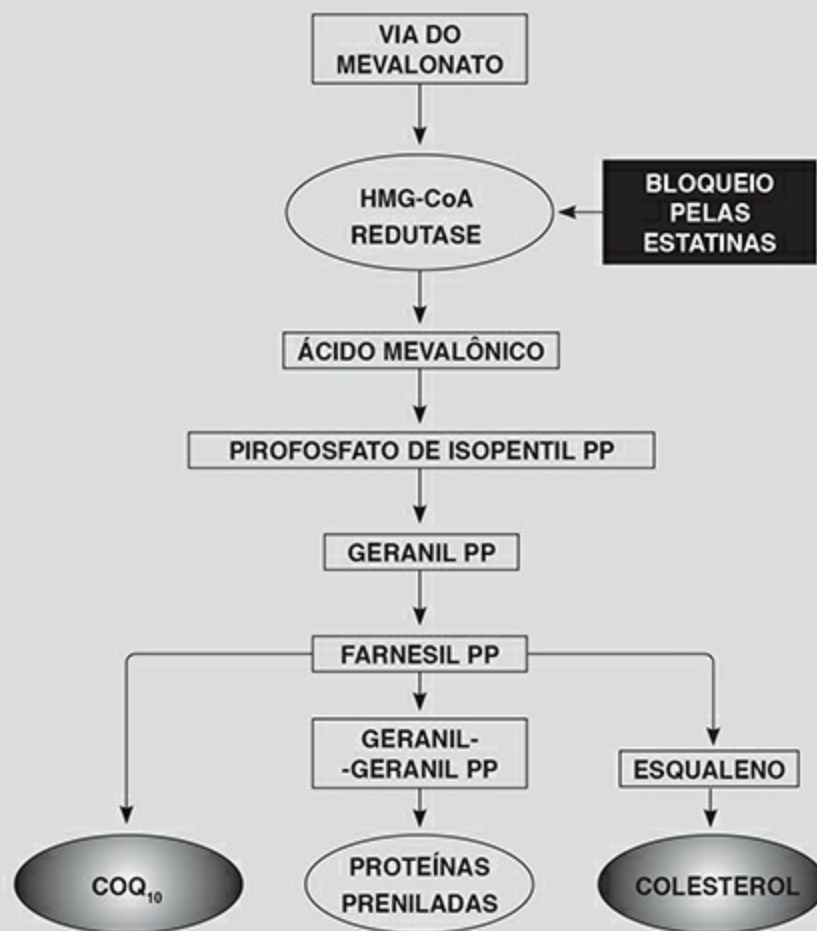 VIA DO
MEVALONATO
HMG-CoA
REDUTASE
BLOQUEIO
PELAS
ESTATINAS
ÁCIDO MEVALÔNICO
PIROFOSFATO DE ISOPENTIL PP
GERANIL PP
FARNESIL PP
GERANIL-
-GERANIL PP
ESQUALENO
COQ₁₀
PROTEÍNAS
PRENILADAS
COLESTEROL